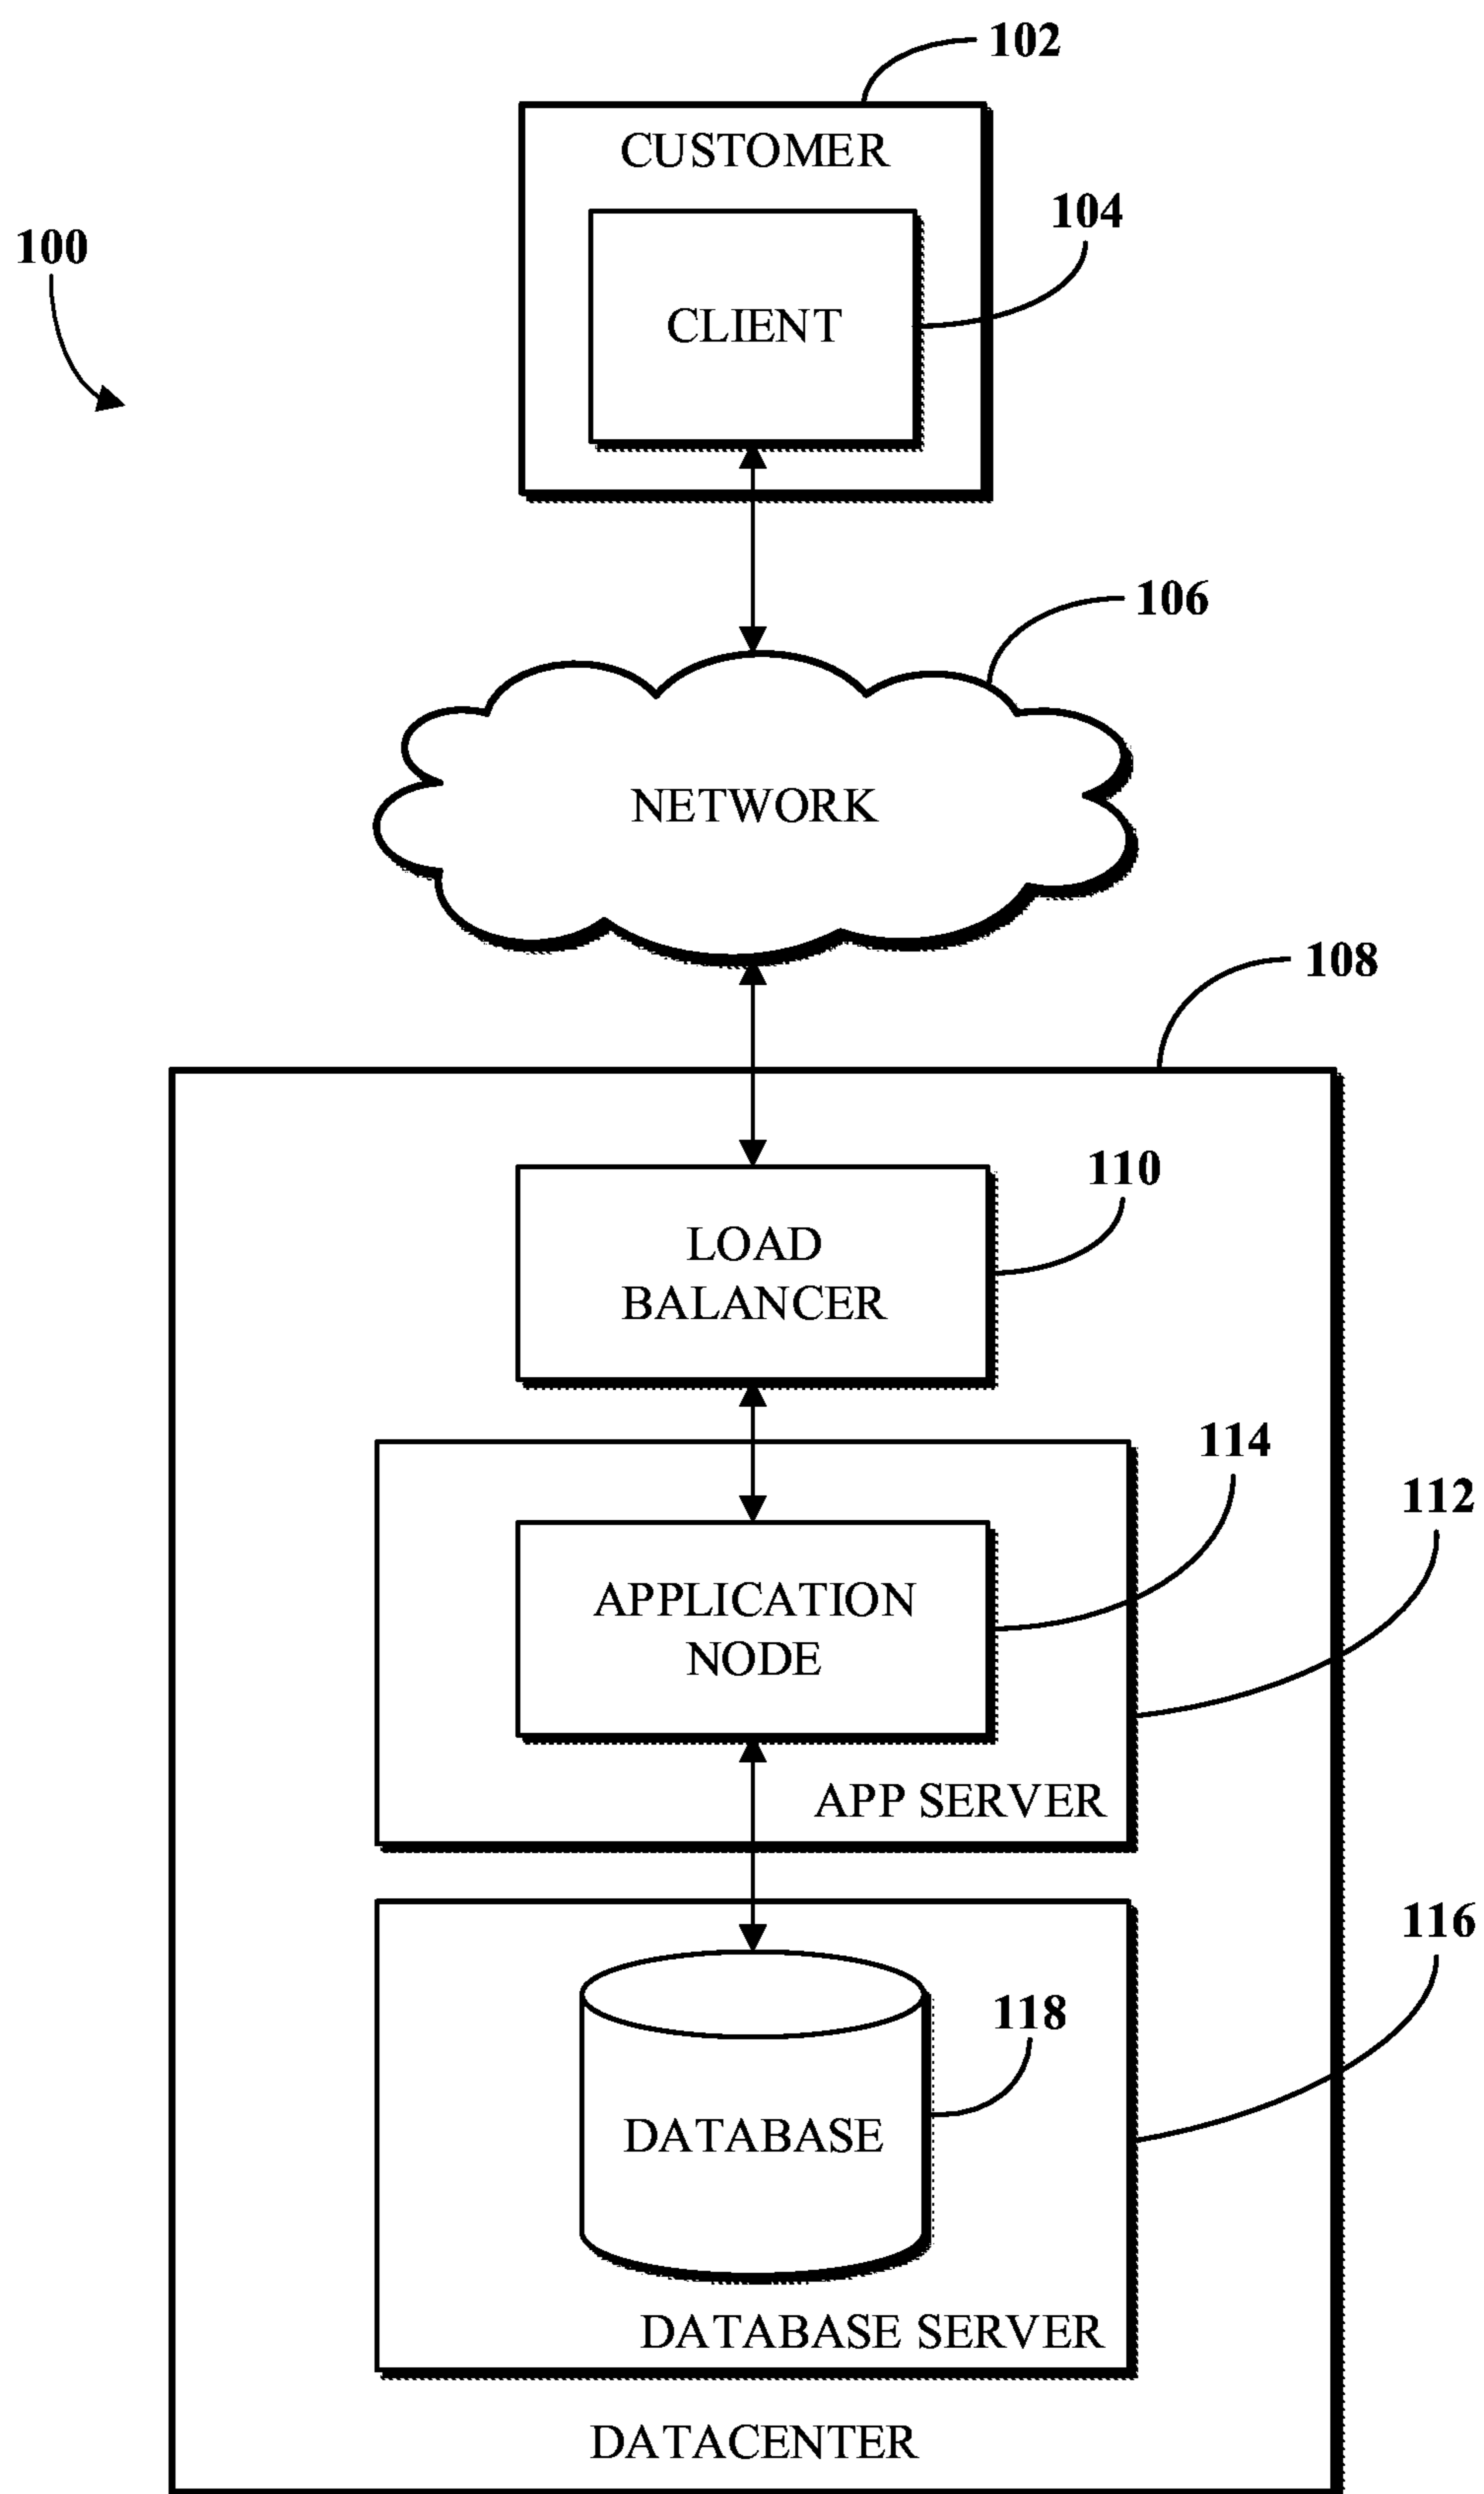 102
CUSTOMER
104
100
CLIENT
106
NETWORK
108
110
LOAD
BALANCER
114
112
APPLICATION
NODE
APP SERVER
116
118
DATABASE
DATABASE SERVER
DATACENTER